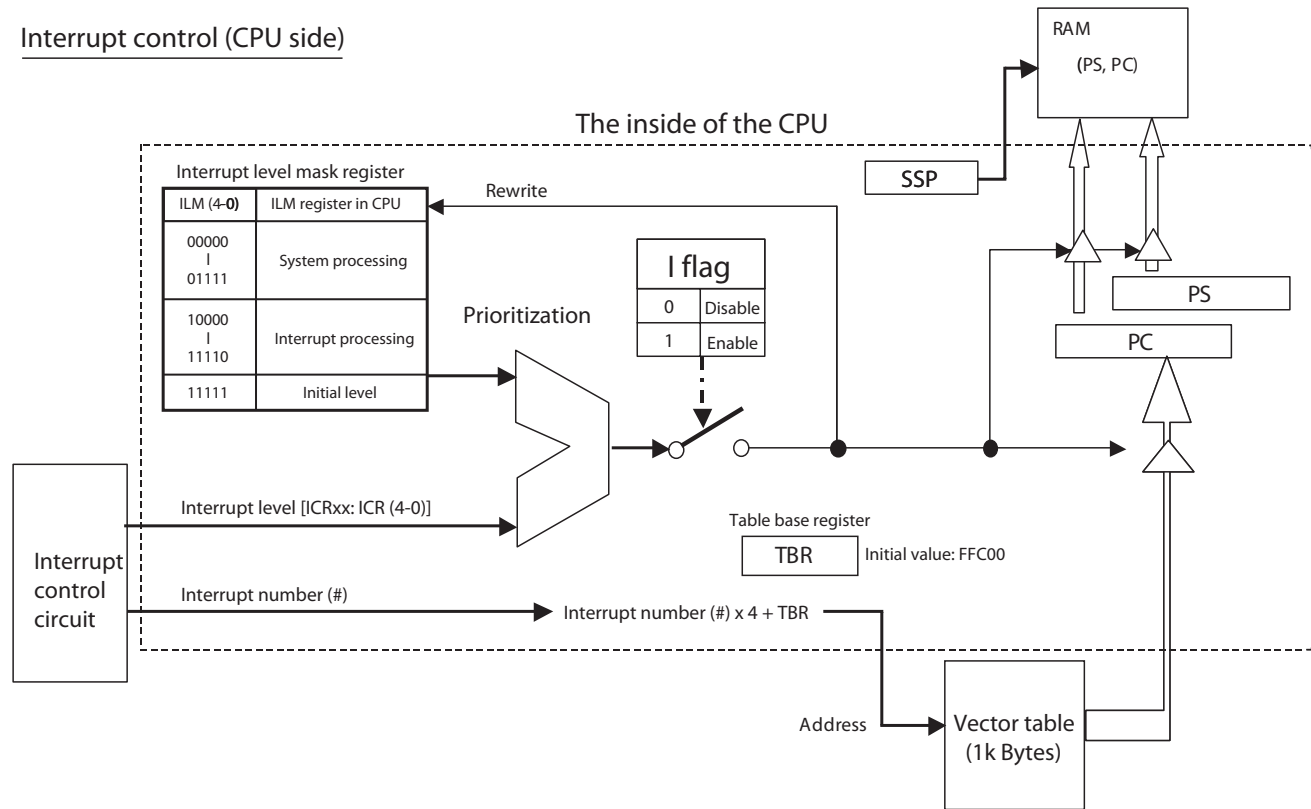 Interrupt control (CPU side)
RAM
(PS, PC)
The inside of the CPU
Interrupt level mask register
ILM (4-0) ILM register in CPU
00000
|
01111
System processing
10000
|
11110
Interrupt processing
11111 Initial level
Rewrite
SSP
I flag
0 Disable
1 Enable
Prioritization
PS
PC
Interrupt control circuit
Interrupt level [ICRxx: ICR (4-0)]
Table base register
TBR
Initial value: FFC00
Interrupt number (#)
Interrupt number (#) x 4 + TBR
Address
Vector table
(1k Bytes)